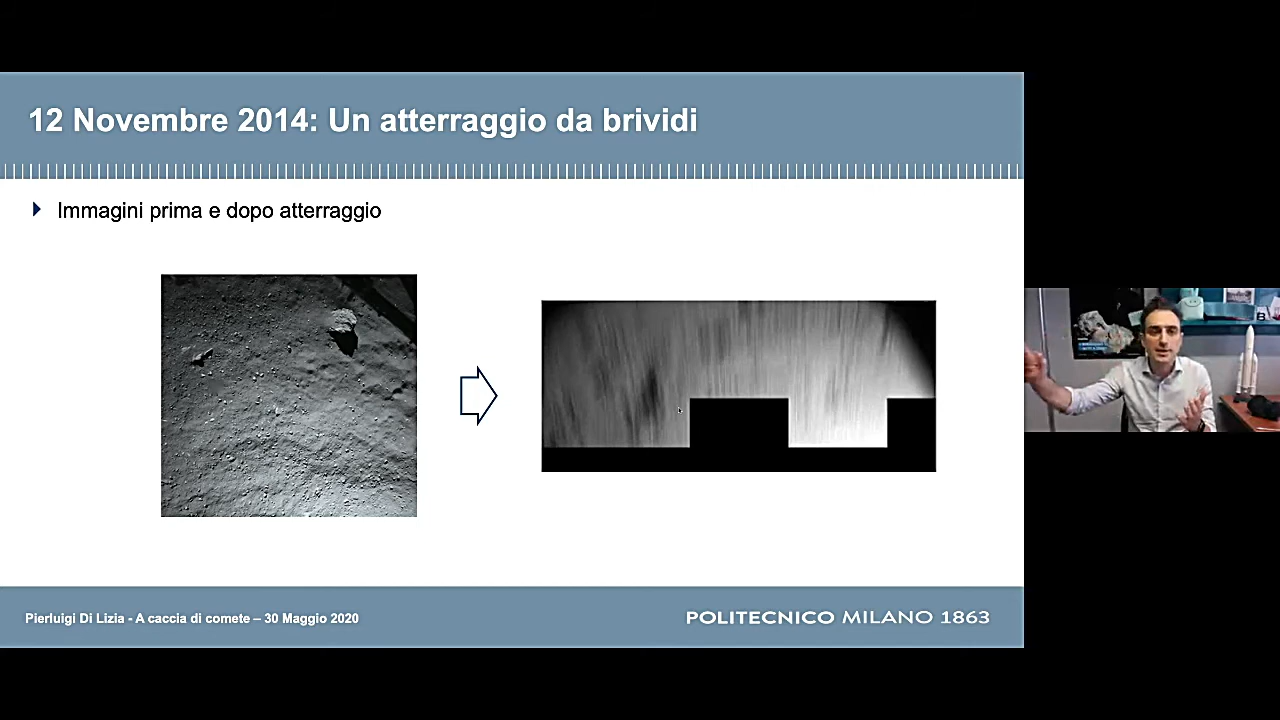 12 Novembre 2014: Un atterraggio da brividi
Immagini prima e dopo atterraggio
Pierluigi Di Lizia - A caccia di comete – 30 Maggio 2020
POLITECNICO MILANO 1863